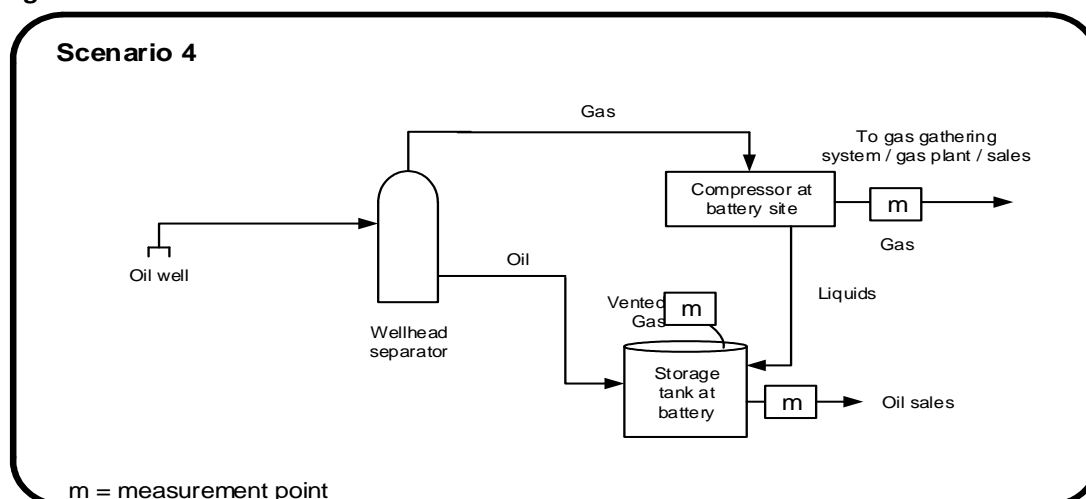 Scenario 4
Gas
To gas gathering
system / gas plant / sales
Compressor at
battery site
m
Gas
Oil well
Oil
Liquids
Vented
Gas
m
Wellhead
separator
Storage
tank at
battery
m
Oil sales
m = measurement point